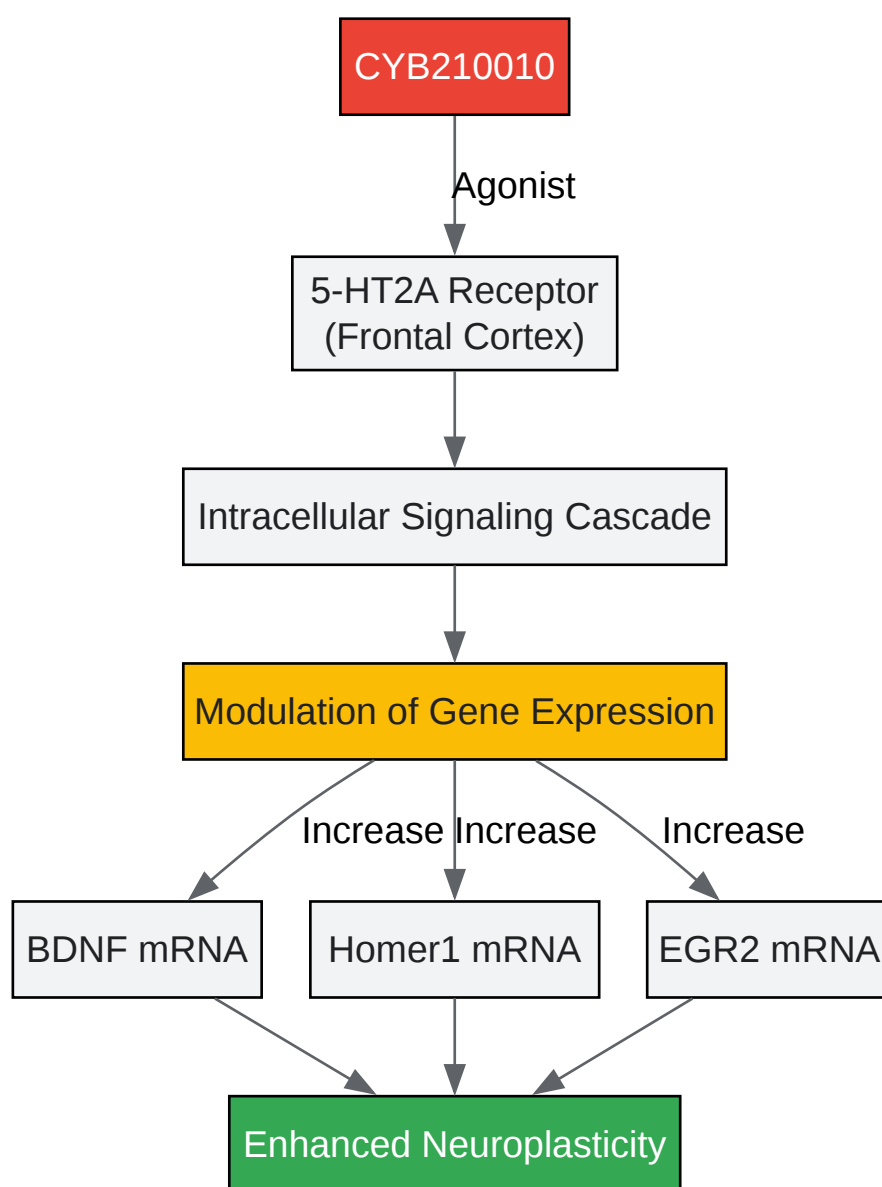 CYB210010
Agonist
5-HT2A Receptor
(Frontal Cortex)
Intracellular Signaling Cascade
Modulation of Gene Expression
Increase
Increase
Increase
BDNF mRNA
Homer1 mRNA
EGR2 mRNA
Enhanced Neuroplasticity